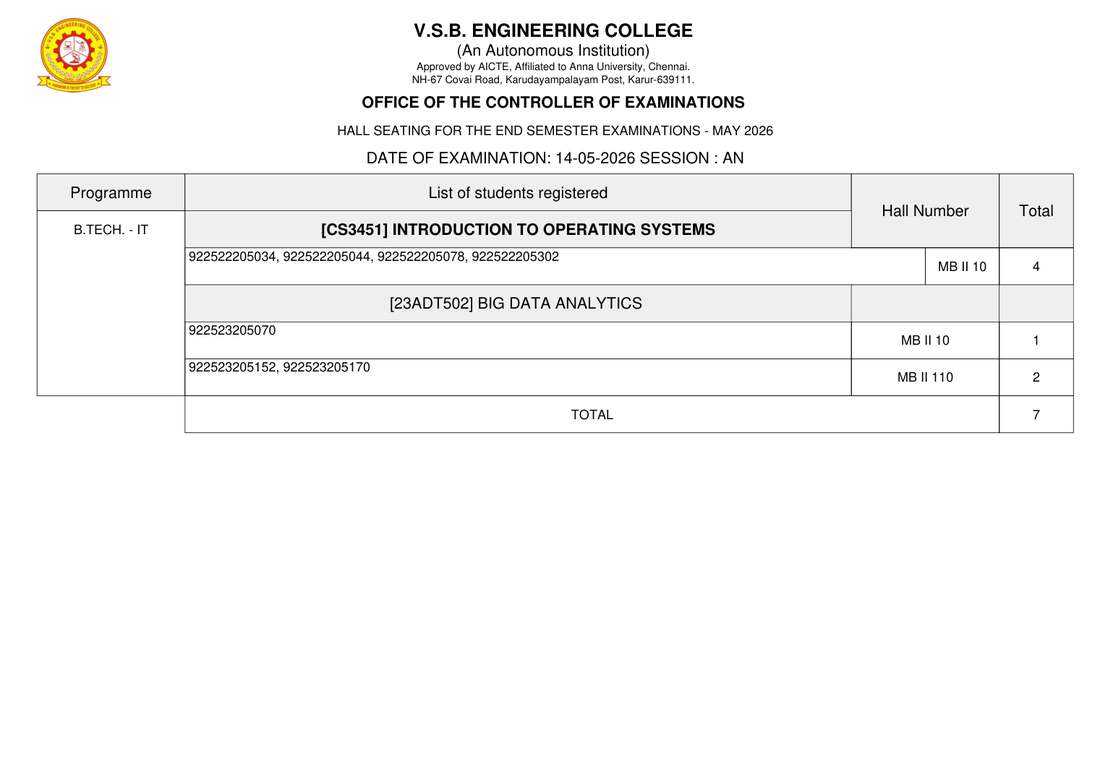 V.S.B. ENGINEERING COLLEGE
(An Autonomous Institution)
Approved by AICTE, Affiliated to Anna University, Chennai.
NH-67 Covai Road, Karudayampalayam Post, Karur-639111.
OFFICE OF THE CONTROLLER OF EXAMINATIONS
HALL SEATING FOR THE END SEMESTER EXAMINATIONS - MAY 2026
DATE OF EXAMINATION: 14-05-2026 SESSION : AN
Programme List of students registered Hall Number Total
B.TECH. - IT [CS3451] INTRODUCTION TO OPERATING SYSTEMS
922522205034, 922522205044, 922522205078, 922522205302 MB II 10 4
[23ADT502] BIG DATA ANALYTICS
922523205070 MB II 10 1
922523205152, 922523205170 MB II 110 2
TOTAL 7